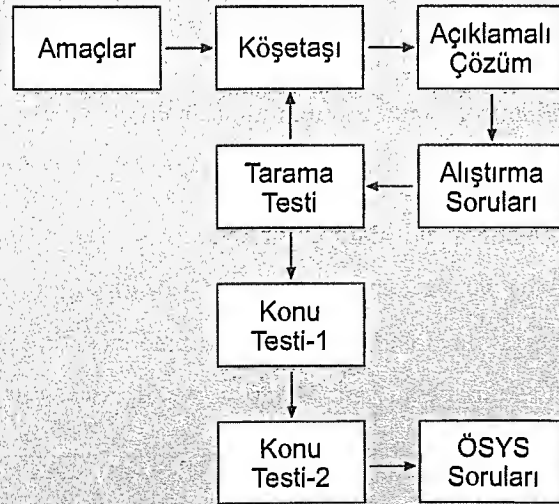 Amaçlar
Köşetaşı
Açıklamalı
Çözüm
Tarama
Testi
Alıştırma
Soruları
Konu
Testi-1
Konu
Testi-2
ÖSYS
Soruları